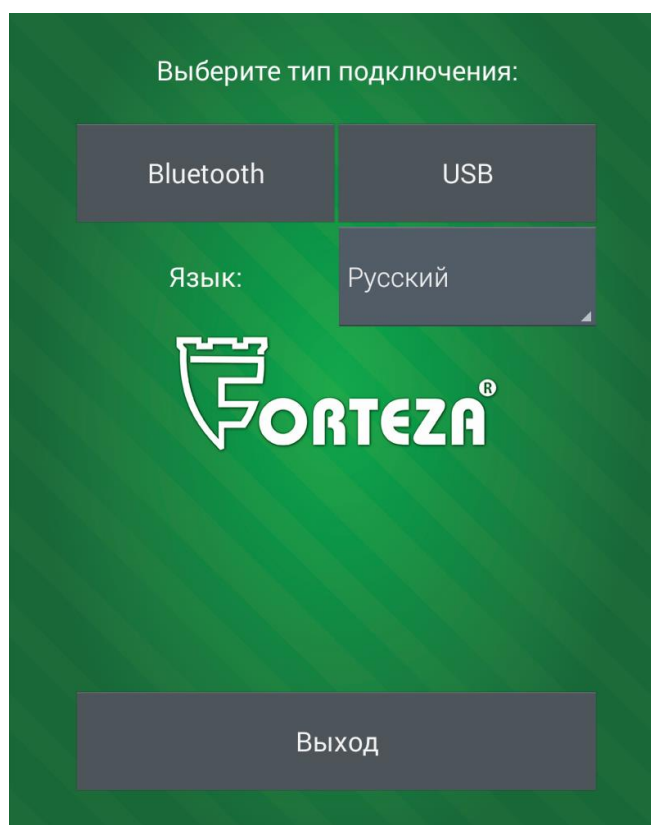 Выберите тип подключения:
Bluetooth USB
Язык: Русский
FORTEZA®
Выход